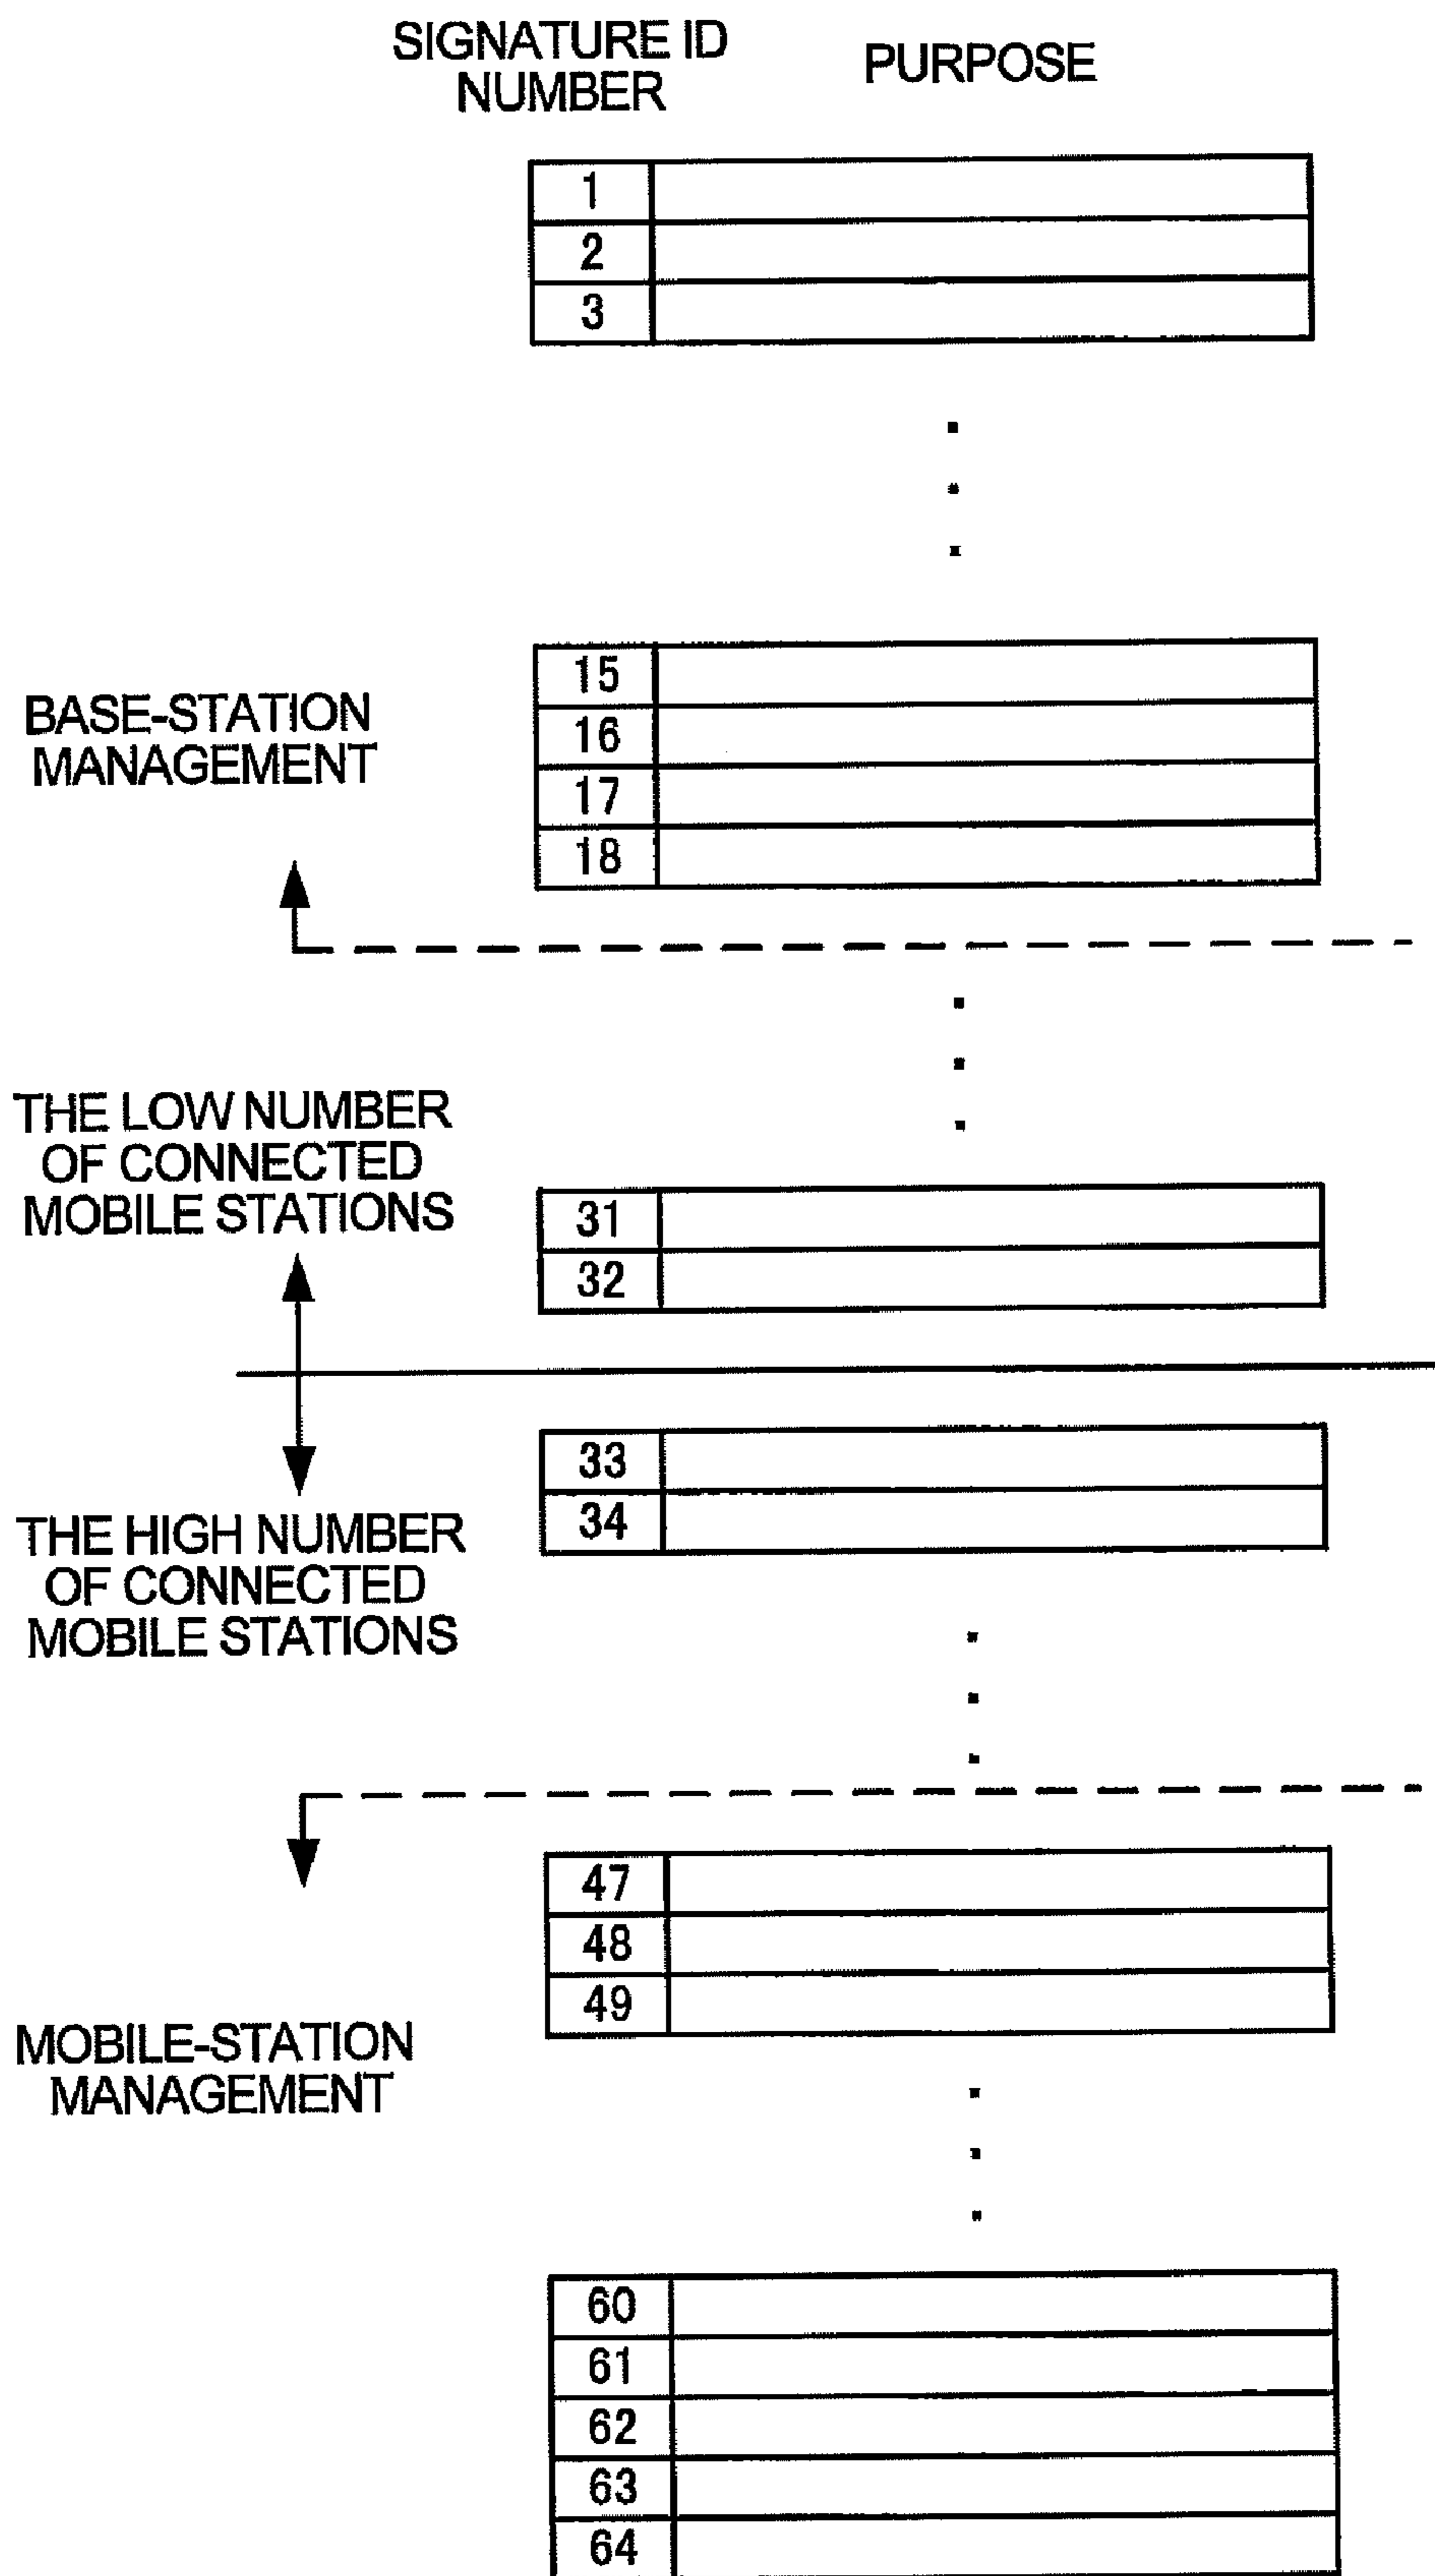 SIGNATURE ID
NUMBER
PURPOSE
1
2
3
15
16
17
18
BASE-STATION
MANAGEMENT
THE LOW NUMBER
OF CONNECTED
MOBILE STATIONS
31
32
33
34
THE HIGH NUMBER
OF CONNECTED
MOBILE STATIONS
47
48
49
MOBILE-STATION
MANAGEMENT
60
61
62
63
64